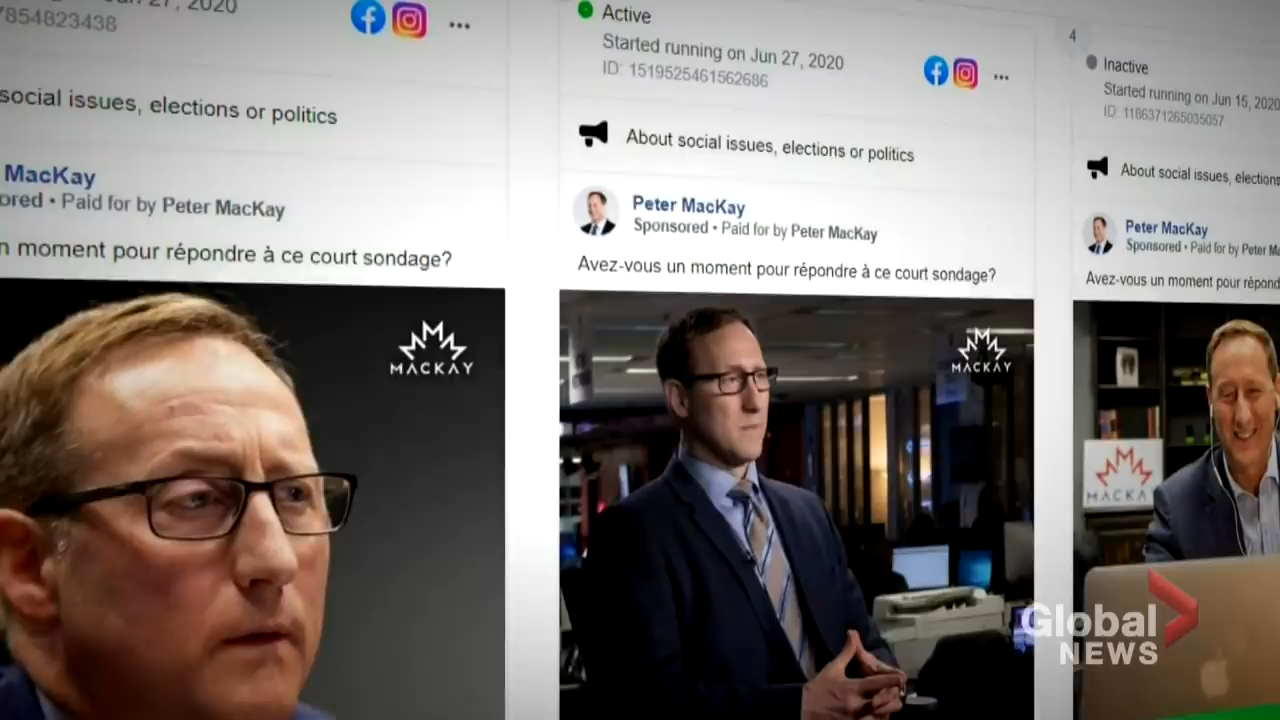 27, 2020
7854823438
social issues, elections or politics
MacKay
ored • Paid for by Peter MacKay
n moment pour répondre à ce court sondage?
MACKAY
Active
Started running on Jun 27, 2020
ID: 1519525461562686
About social issues, elections or politics
Peter MacKay
Sponsored • Paid for by Peter MacKay
Avez-vous un moment pour répondre à ce court sondage?
MACKAY
4
Inactive
Started running on Jun 15, 2020
ID: 1186371265035057
About social issues, elections
Peter MacKay
Sponsored • Paid for by Peter Ma
Avez-vous un moment pour répond
MACKA
Global
NEWS